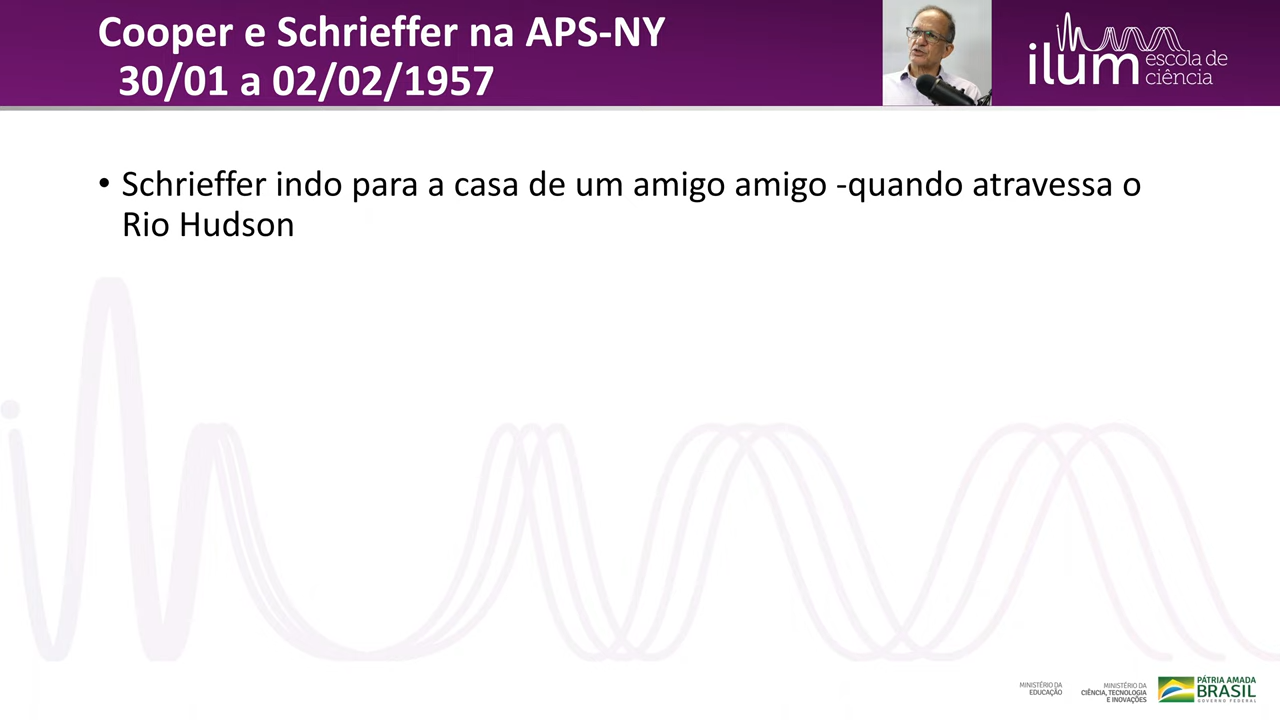 Cooper e Schrieffer na APS-NY
30/01 a 02/02/1957
ilum
escola de
ciência
• Schrieffer indo para a casa de um amigo amigo -quando atravessa o
Rio Hudson
MINISTÉRIO DA
EDUCAÇÃO
MINISTÉRIO DA
CIÊNCIA, TECNOLOGIA
E INOVAÇÕES
PÁTRIA AMADA
BRASIL
GOVERNO FEDERAL